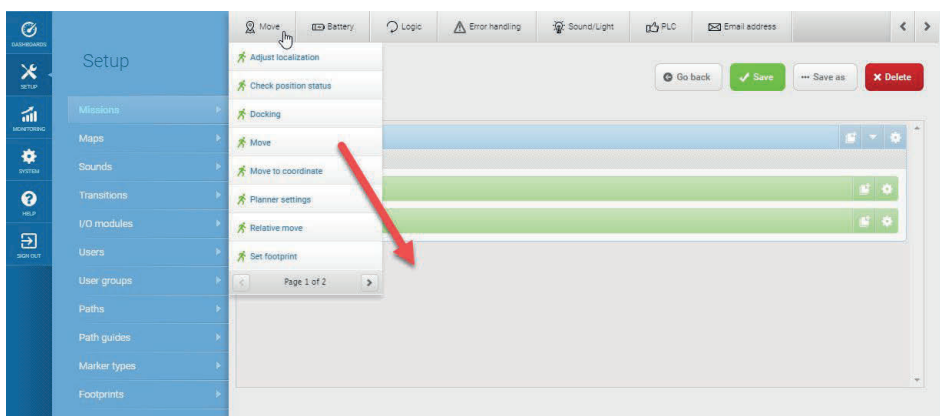 Move
Battery
Logic
Error handling
Sound/Light
PLC
Email address
DASHBOARDS
SETUP
MONITORING
SYSTEM
HELP
SIGN OUT
Setup
Missions
Maps
Sounds
Transitions
I/O modules
Users
User groups
Paths
Path guides
Marker types
Footprints
Adjust localization
Check position status
Docking
Move
Move to coordinate
Planner settings
Relative move
Set footprint
Page 1 of 2
Go back
Save
Save as
Delete